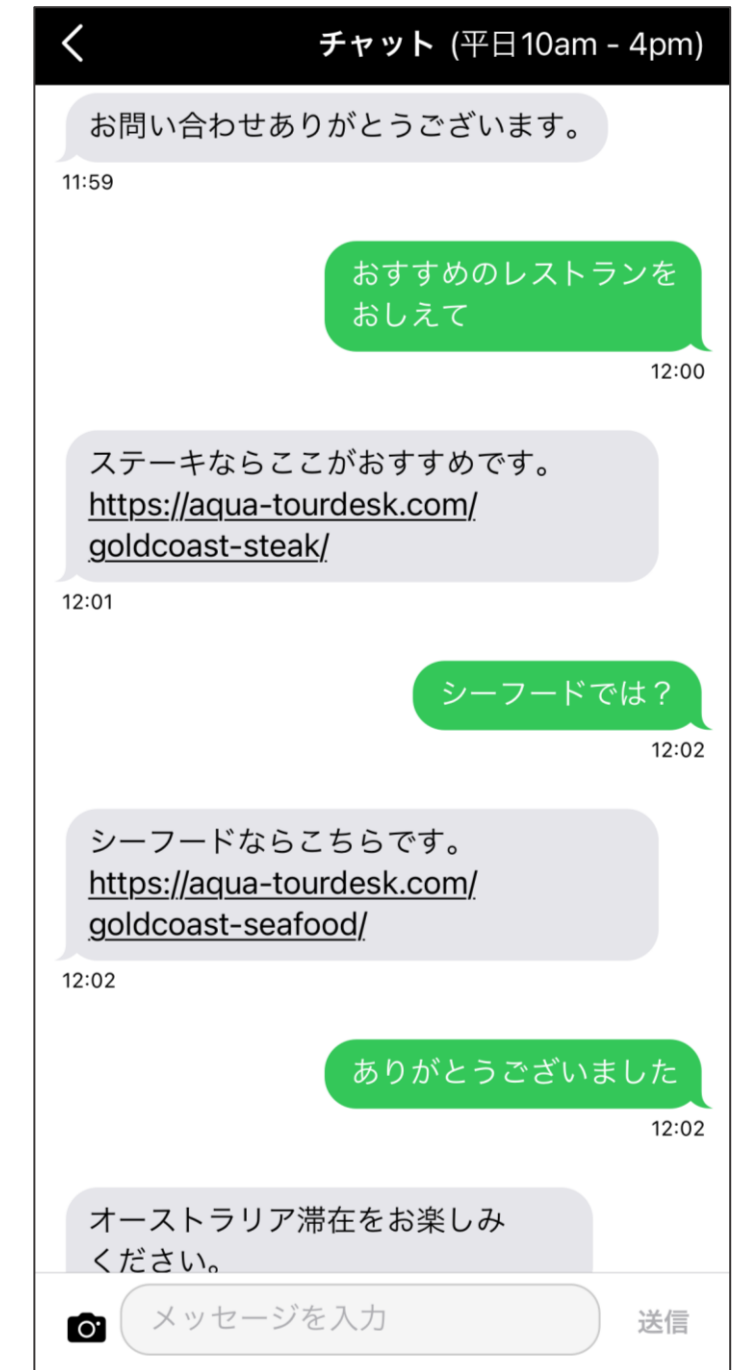 チャット (平日10am - 4pm)
お問い合わせありがとうございます。
11:59
おすすめのレストランを
おしえて
12:00
ステーキならここがおすすめです。
https://aqua-tourdesk.com/
goldcoast-steak/
12:01
シーフードでは？
12:02
シーフードならこちらです。
https://aqua-tourdesk.com/
goldcoast-seafood/
12:02
ありがとうございました
12:02
オーストラリア滞在をお楽しみ
ください。
メッセージを入力
送信